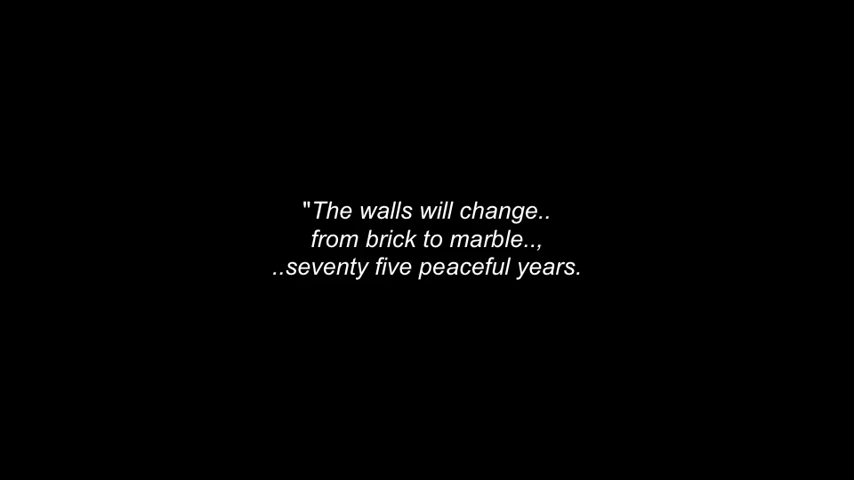 "The walls will change..
from brick to marble..,
..seventy five peaceful years.